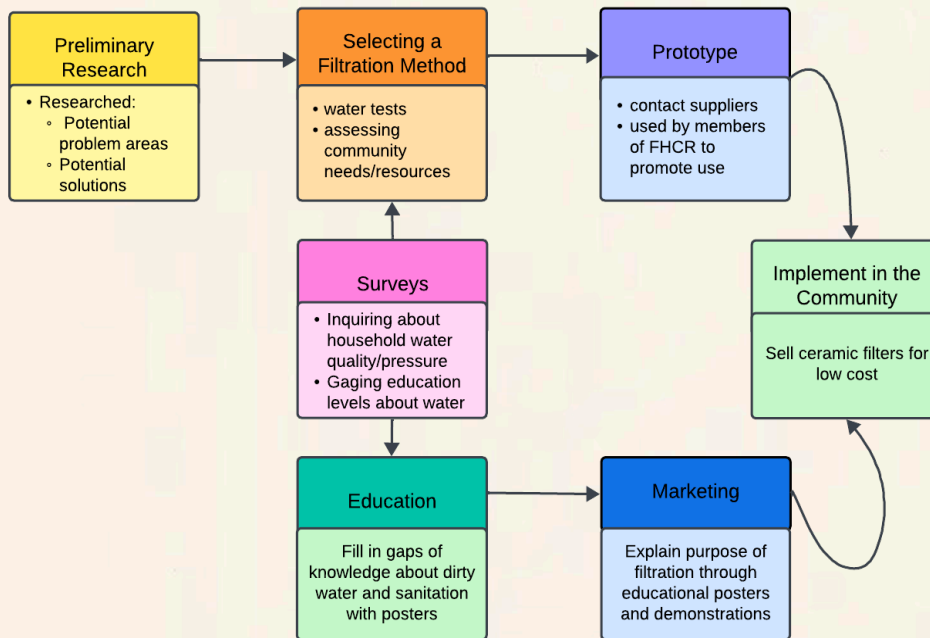 Preliminary
Research
• Researched:
◦ Potential
problem areas
◦ Potential
solutions
Selecting a
Filtration Method
• water tests
• assessing
community
needs/resources
Prototype
• contact suppliers
• used by members
of FHCR to
promote use
Surveys
• Inquiring about
household water
quality/pressure
• Gaging education
levels about water
Implement in the
Community
Sell ceramic filters for
low cost
Education
Fill in gaps of
knowledge about dirty
water and sanitation
with posters
Marketing
Explain purpose of
filtration through
educational posters
and demonstrations